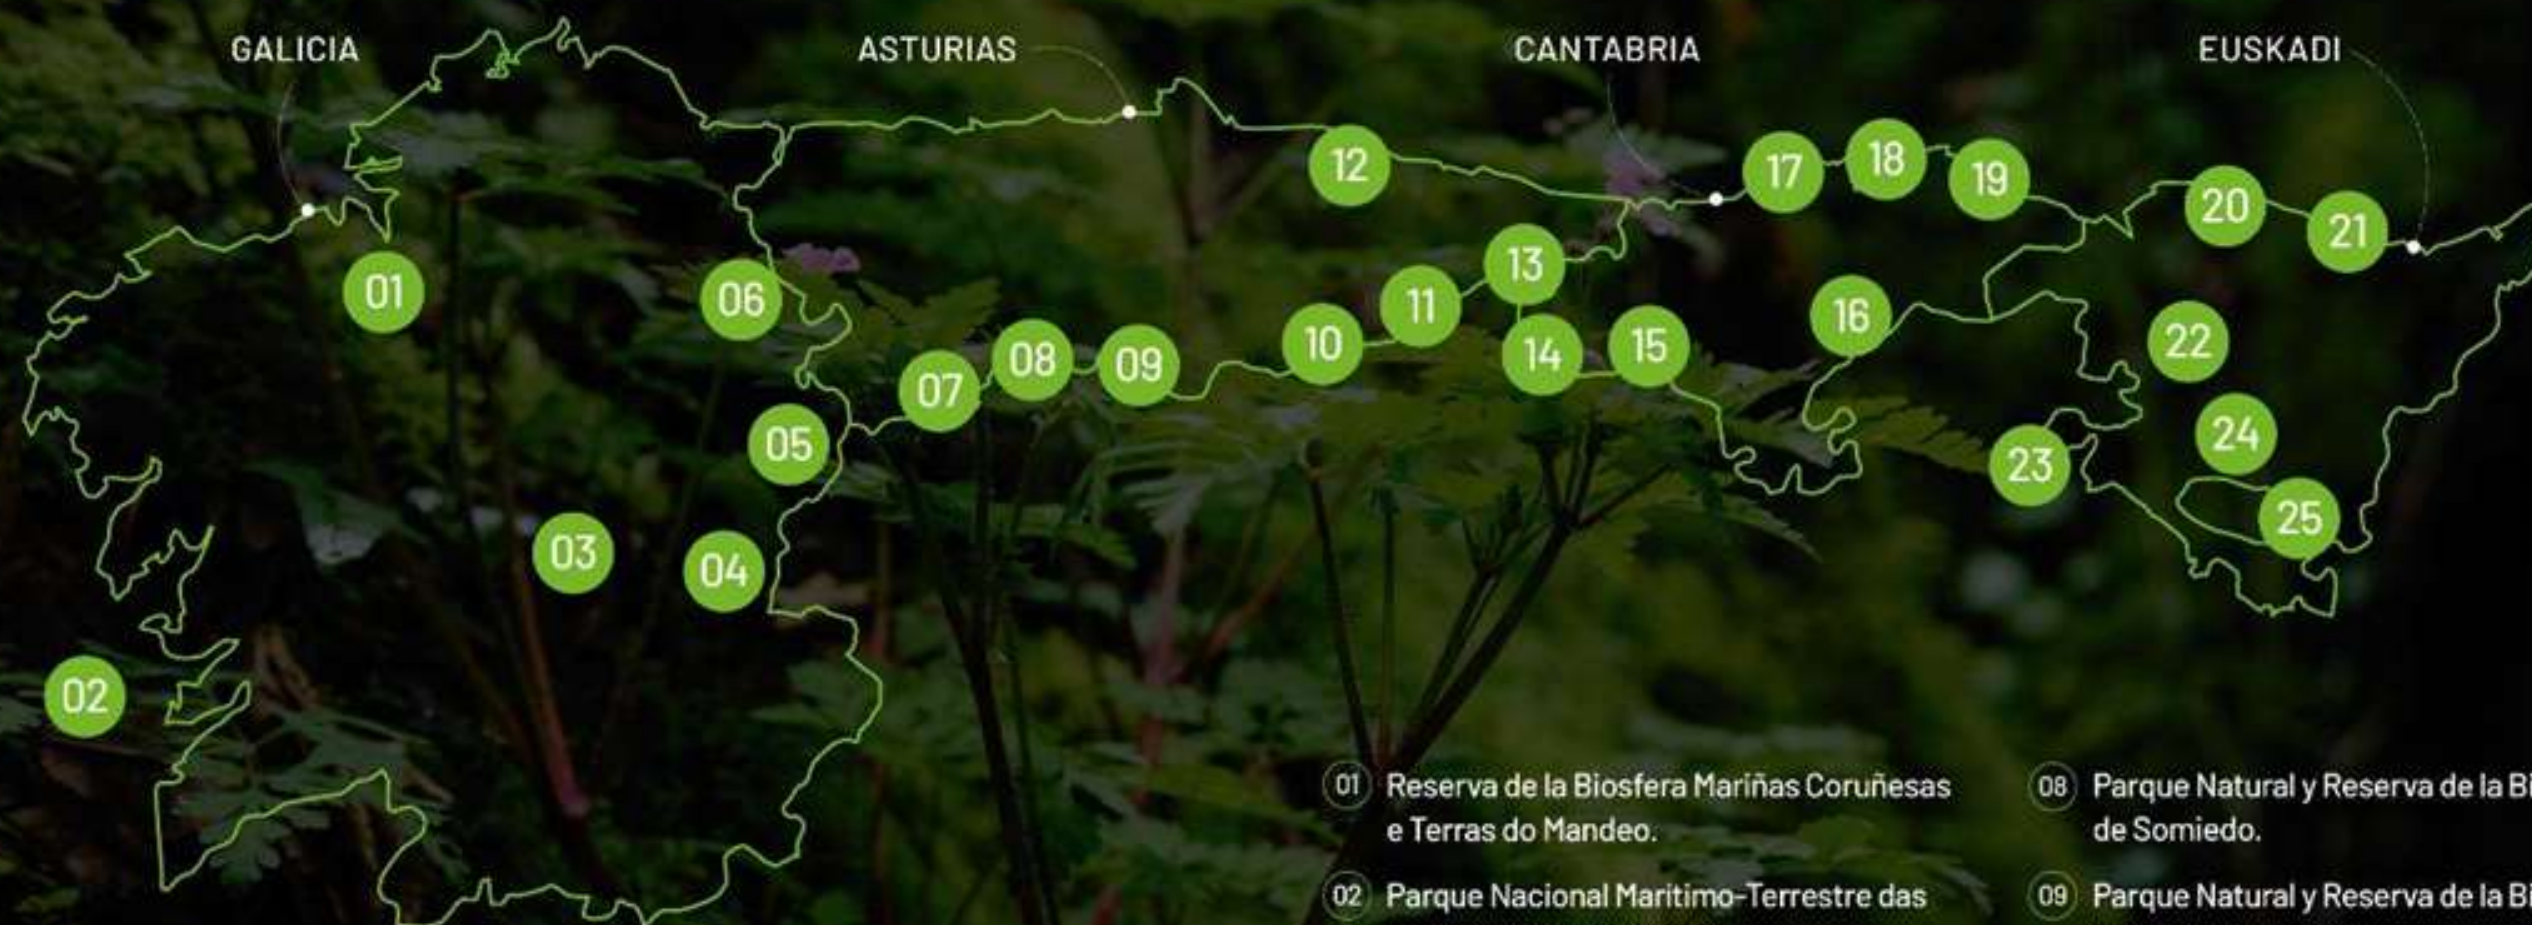 GALICIA
ASTURIAS
CANTABRIA
EUSKADI
12
17
18
19
20
21
01
06
13
11
16
10
14
15
22
07
08
09
05
23
24
03
04
25
02
01 Reserva de la Biosfera Mariñas Coruñesas
e Terras do Mandeo.
02 Parque Nacional Marítimo-Terrestre das
08 Parque Natural y Reserva de la Bi
de Somiedo.
09 Parque Natural y Reserva de la Bi